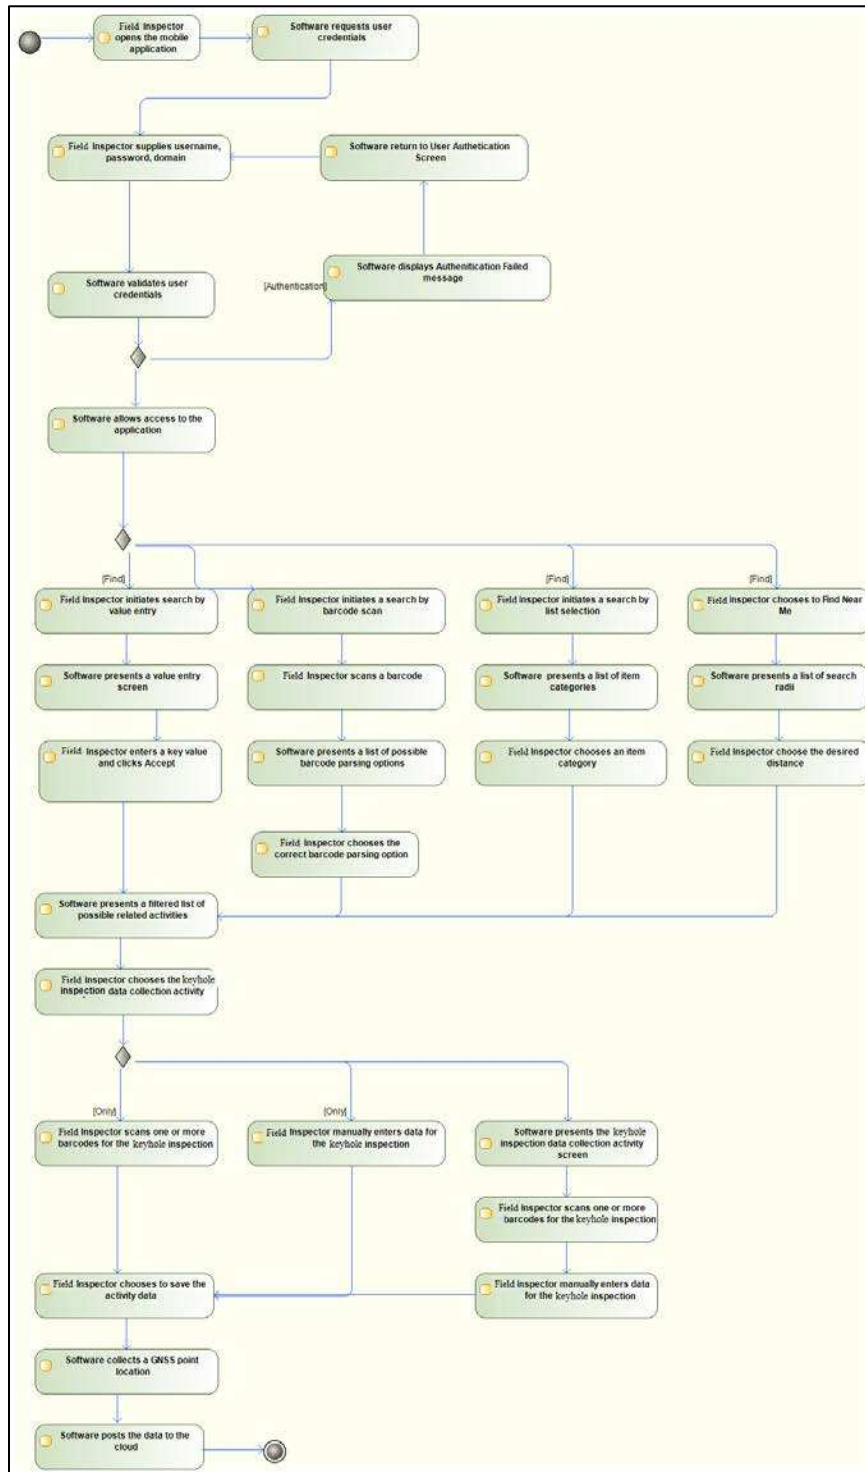 Field Inspector
opens the mobile
application
Software requests user
credentials
Field Inspector supplies username,
password, domain
Software return to User Authetication
Screen
Software displays Authenitication Failed
message
[Authentication]
Software validates user
credentials
Software allows access to the
application
[Find]
[Find]
[Find]
Field Inspector initiates search by
value entry
Field Inspector initiates a search by
barcode scan
Field Inspector initiates a search by
list selection
Field Inspector chooses to Find Near
Me
Software presents a value entry
screen
Field Inspector scans a barcode
Software presents a list of item
categories
Software presents a list of search
radii
Field Inspector enters a key value
and clicks Accept
Software presents a list of possible
barcode parsing options
Field Inspector chooses an item
category
Field Inspector choose the desired
distance
Field Inspector chooses the
correct barcode parsing option
Software presents a filtered list of
possible related activities
Field Inspector chooses the keyhole
inspection data collection activity
[Only]
[Only]
Field Inspector scans one or more
barcodes for the keyhole inspection
Field Inspector manually enters data for
the keyhole inspection
Software presents the keyhole
inspection data collection activity
screen
Field Inspector scans one or more
barcodes for the keyhole inspection
Field Inspector chooses to save the
activity data
Field Inspector manually enters data
for the keyhole inspection
Software collects a GNSS point
location
Software posts the data to the
cloud